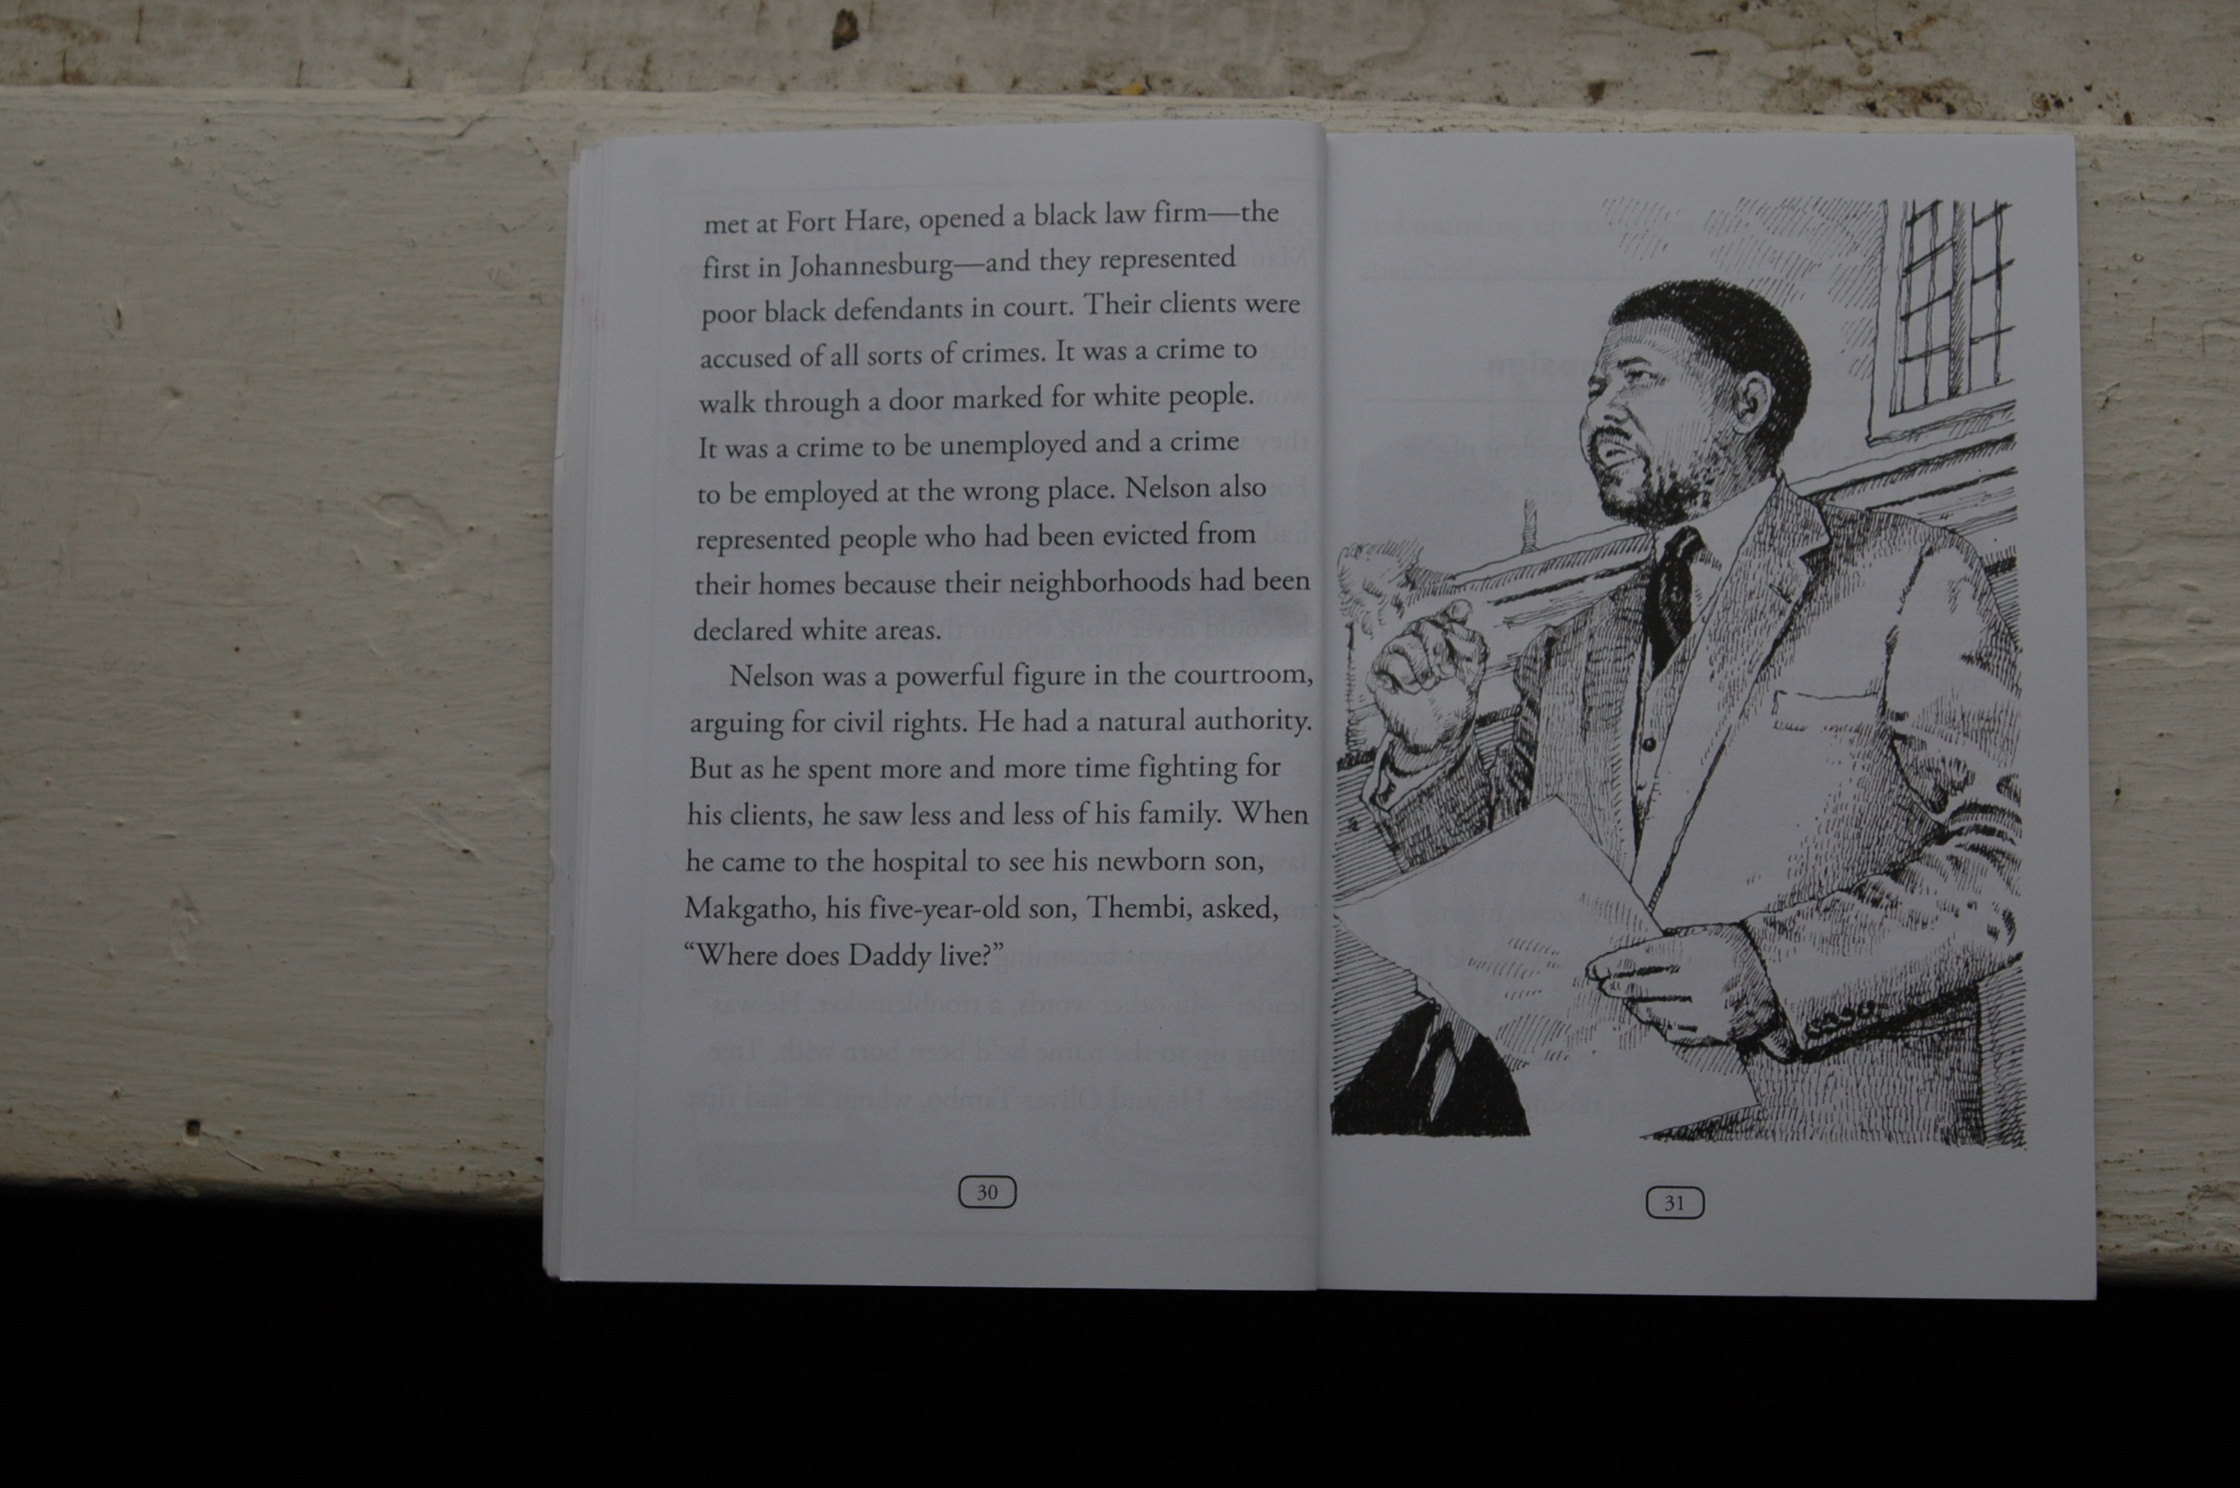 met at Fort Hare, opened a black law firm—the
first in Johannesburg—and they represented
poor black defendants in court. Their clients were
accused of all sorts of crimes. It was a crime to
walk through a door marked for white people.
It was a crime to be unemployed and a crime
to be employed at the wrong place. Nelson also
represented people who had been evicted from
their homes because their neighborhoods had been
declared white areas.
Nelson was a powerful figure in the courtroom,
arguing for civil rights. He had a natural authority.
But as he spent more and more time fighting for
his clients, he saw less and less of his family. When
he came to the hospital to see his newborn son,
Makgatho, his five-year-old son, Thembi, asked,
“Where does Daddy live?”
30
31